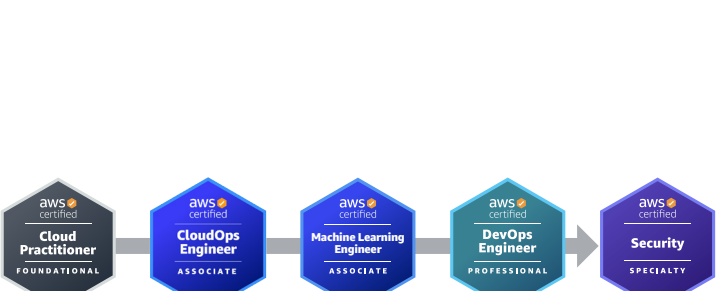 aws
certified
Cloud
Practitioner
FOUNDATIONAL
aws
certified
CloudOps
Engineer
ASSOCIATE
aws
certified
Machine Learning
Engineer
ASSOCIATE
aws
certified
DevOps
Engineer
PROFESSIONAL
aws
certified
Security
SPECIALTY